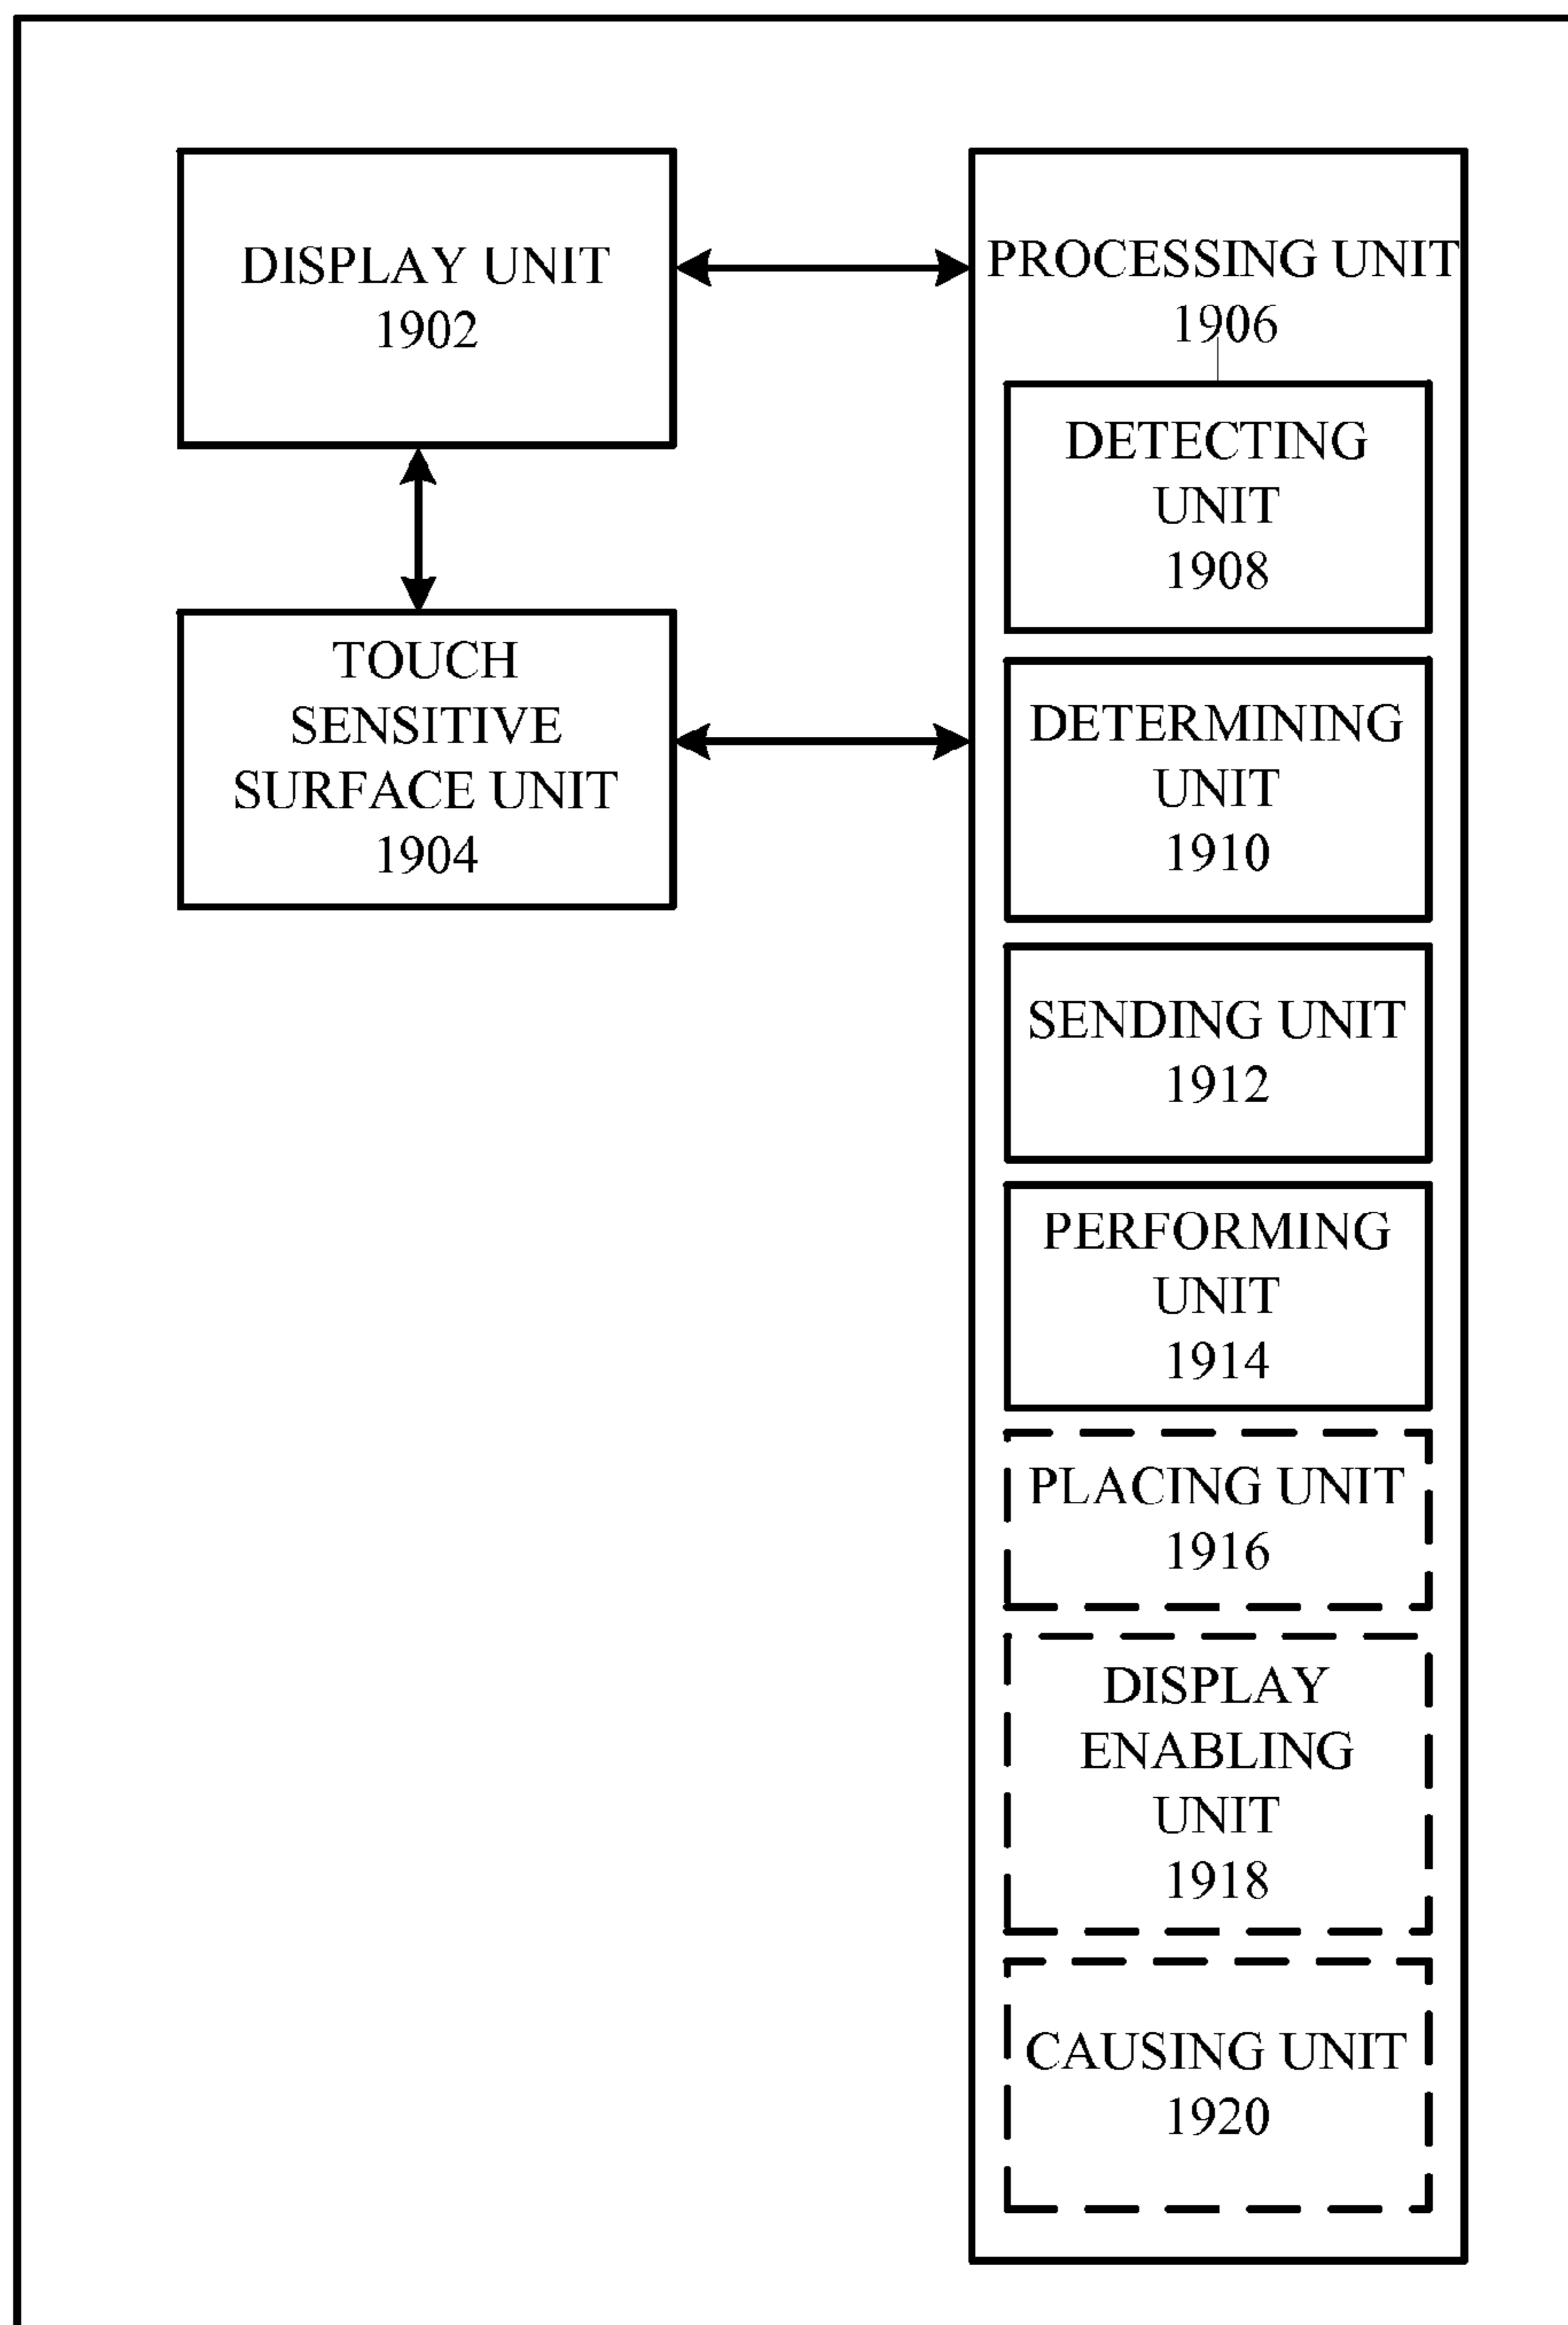 DISPLAY UNIT
1902
TOUCH
SENSITIVE
SURFACE UNIT
1904
PROCESSING UNIT
1906
DETECTING
UNIT
1908
DETERMINING
UNIT
1910
SENDING UNIT
1912
PERFORMING
UNIT
1914
PLACING UNIT
1916
DISPLAY
ENABLING
UNIT
1918
CAUSING UNIT
1920